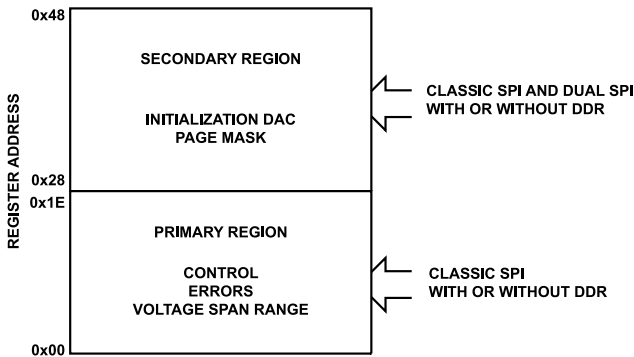 0x48
SECONDARY REGION
CLASSIC SPI AND DUAL SPI
WITH OR WITHOUT DDR
INITIALIZATION DAC
PAGE MASK
REGISTER ADDRESS
0x28
0x1E
PRIMARY REGION
CONTROL
ERRORS
VOLTAGE SPAN RANGE
CLASSIC SPI
WITH OR WITHOUT DDR
0x00